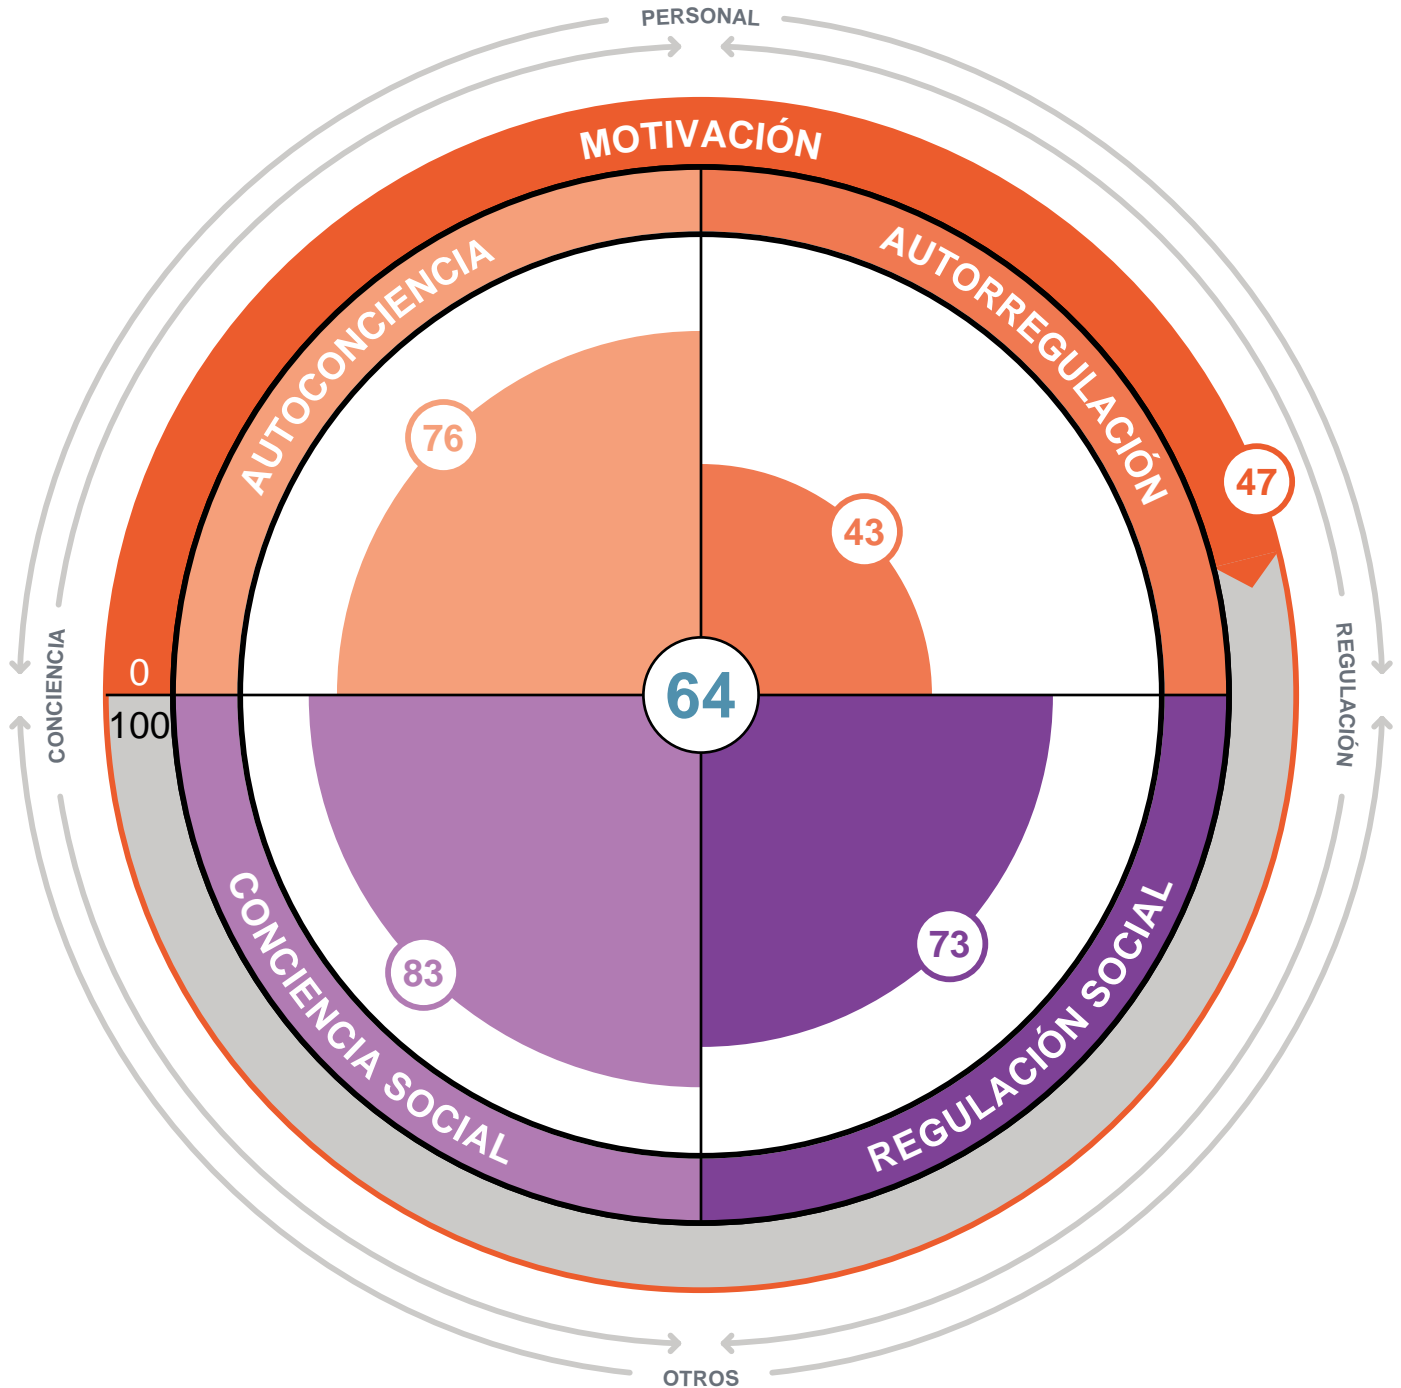 PERSONAL
MOTIVACIÓN
AUTOCONCIENCIA
AUTORREGULACIÓN
76
43
47
0
100
64
CONCIENCIA
REGULACIÓN
83
73
CONCIENCIA SOCIAL
REGULACIÓN SOCIAL
OTROS